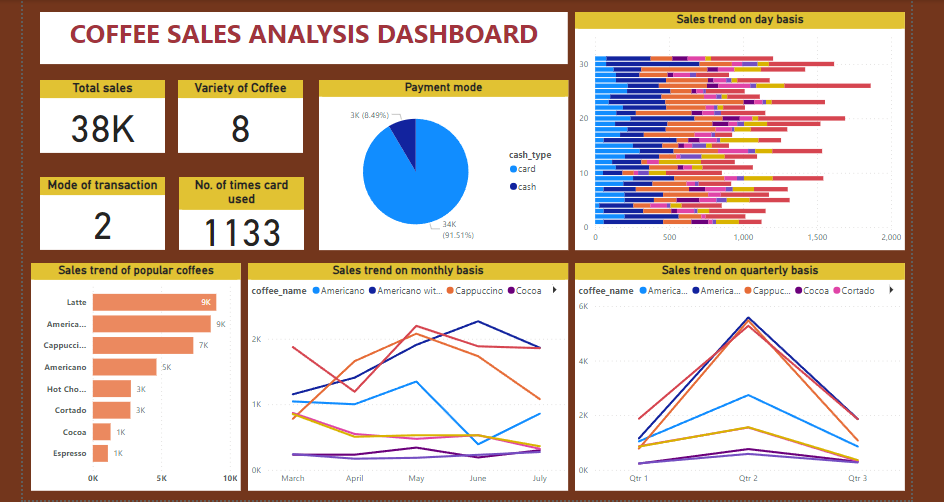 COFFEE SALES ANALYSIS DASHBOARD
Total sales
38K
Variety of Coffee
8
Mode of transaction
2
No. of times card
used
1133
Payment mode
3K (8.49%)
34K
(91.51%)
cash_type
card
cash
Sales trend on day basis
30
20
10
0
0 500 1,000 1,500 2,000
Sales trend of popular coffees
Latte 9K
America... 9K
Cappucci... 7K
Americano 5K
Hot Cho... 3K
Cortado 3K
Cocoa 1K
Espresso 1K
0K 5K 10K
Sales trend on monthly basis
coffee_name Americano Americano wit... Cappuccino Cocoa
2K
1K
0K
March April May June July
Sales trend on quarterly basis
coffee_name America... America... Cappuc... Cocoa Cortado
6K
4K
2K
0K
Qtr 1 Qtr 2 Qtr 3